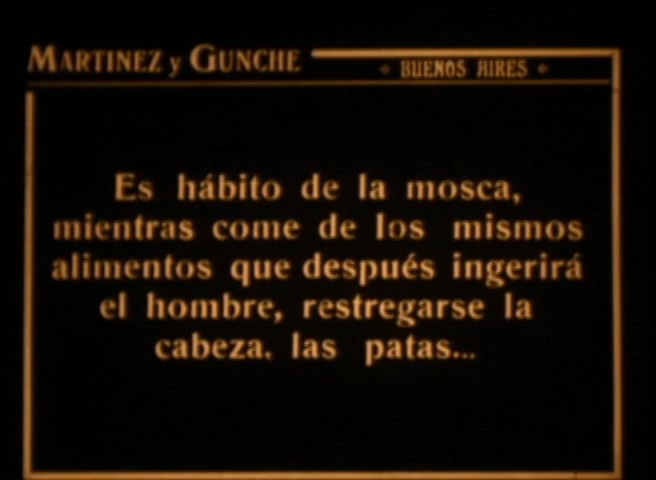 MARTINEZ y GUNCHE
BUENOS AIRES
Es hábito de la mosca,
mientras come de los mismos
alimentos que después ingerirá
el hombre, restregarse la
cabeza. las patas...